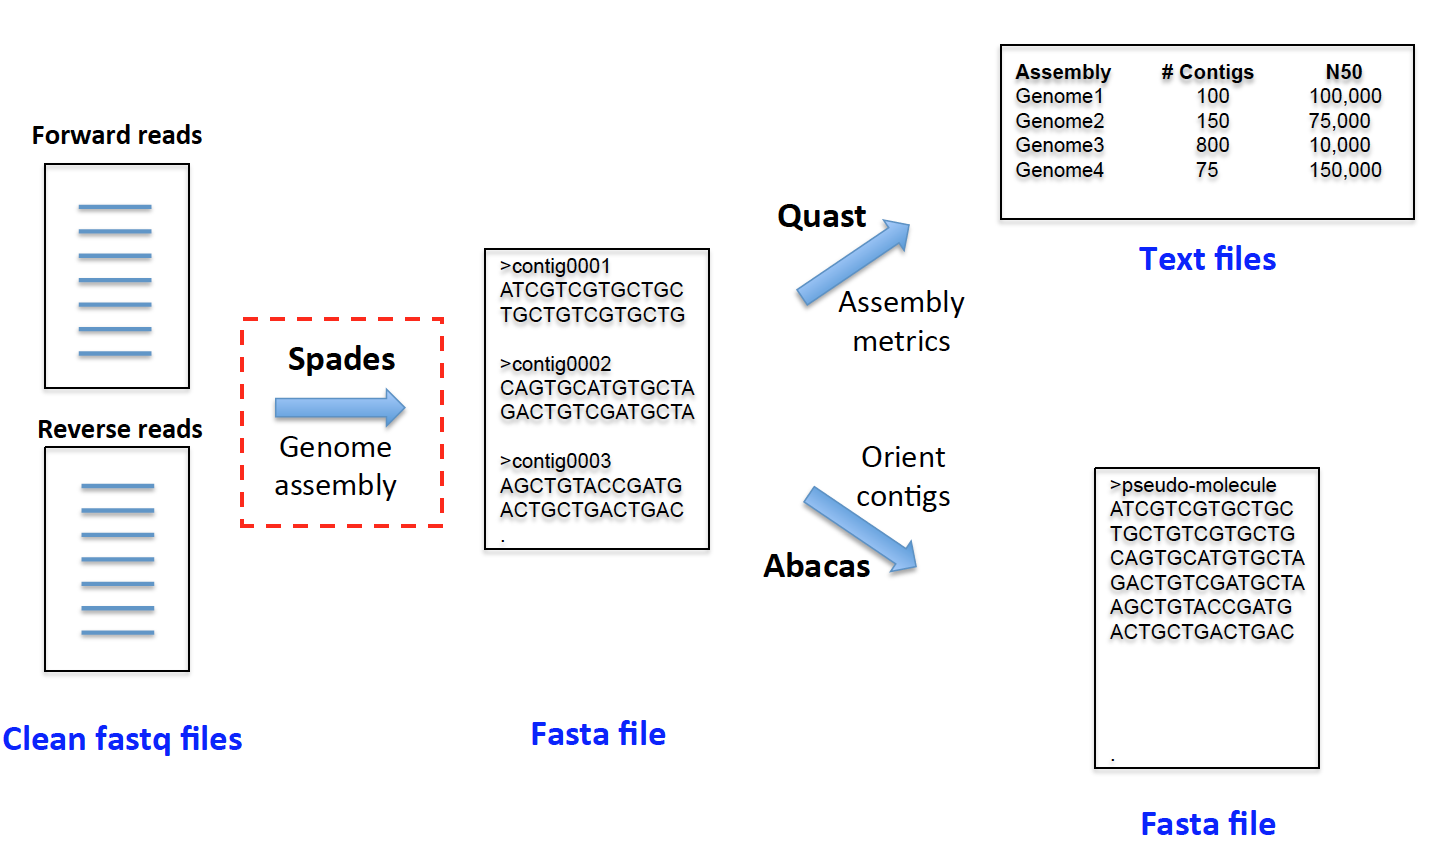 Forward reads
Reverse reads
Clean fastq files
Spades
Genome
assembly
>contig0001
ATCGTCGTGCTGC
TGCTGTCGTGCTG
>contig0002
CAGTGCATGTGCTA
GACTGTCGATGCTA
>contig0003
AGCTGTACCGATG
ACTGCTGACTGAC
.
Fasta file
Quast
Assembly
metrics
Assembly # Contigs N50
Genome1 100 100,000
Genome2 150 75,000
Genome3 800 10,000
Genome4 75 150,000
Text files
Orient
contigs
Abacas
>pseudo-molecule
ATCGTCGTGCTGC
TGCTGTCGTGCTG
CAGTGCATGTGCTA
GACTGTCGATGCTA
AGCTGTACCGATG
ACTGCTGACTGAC
.
Fasta file